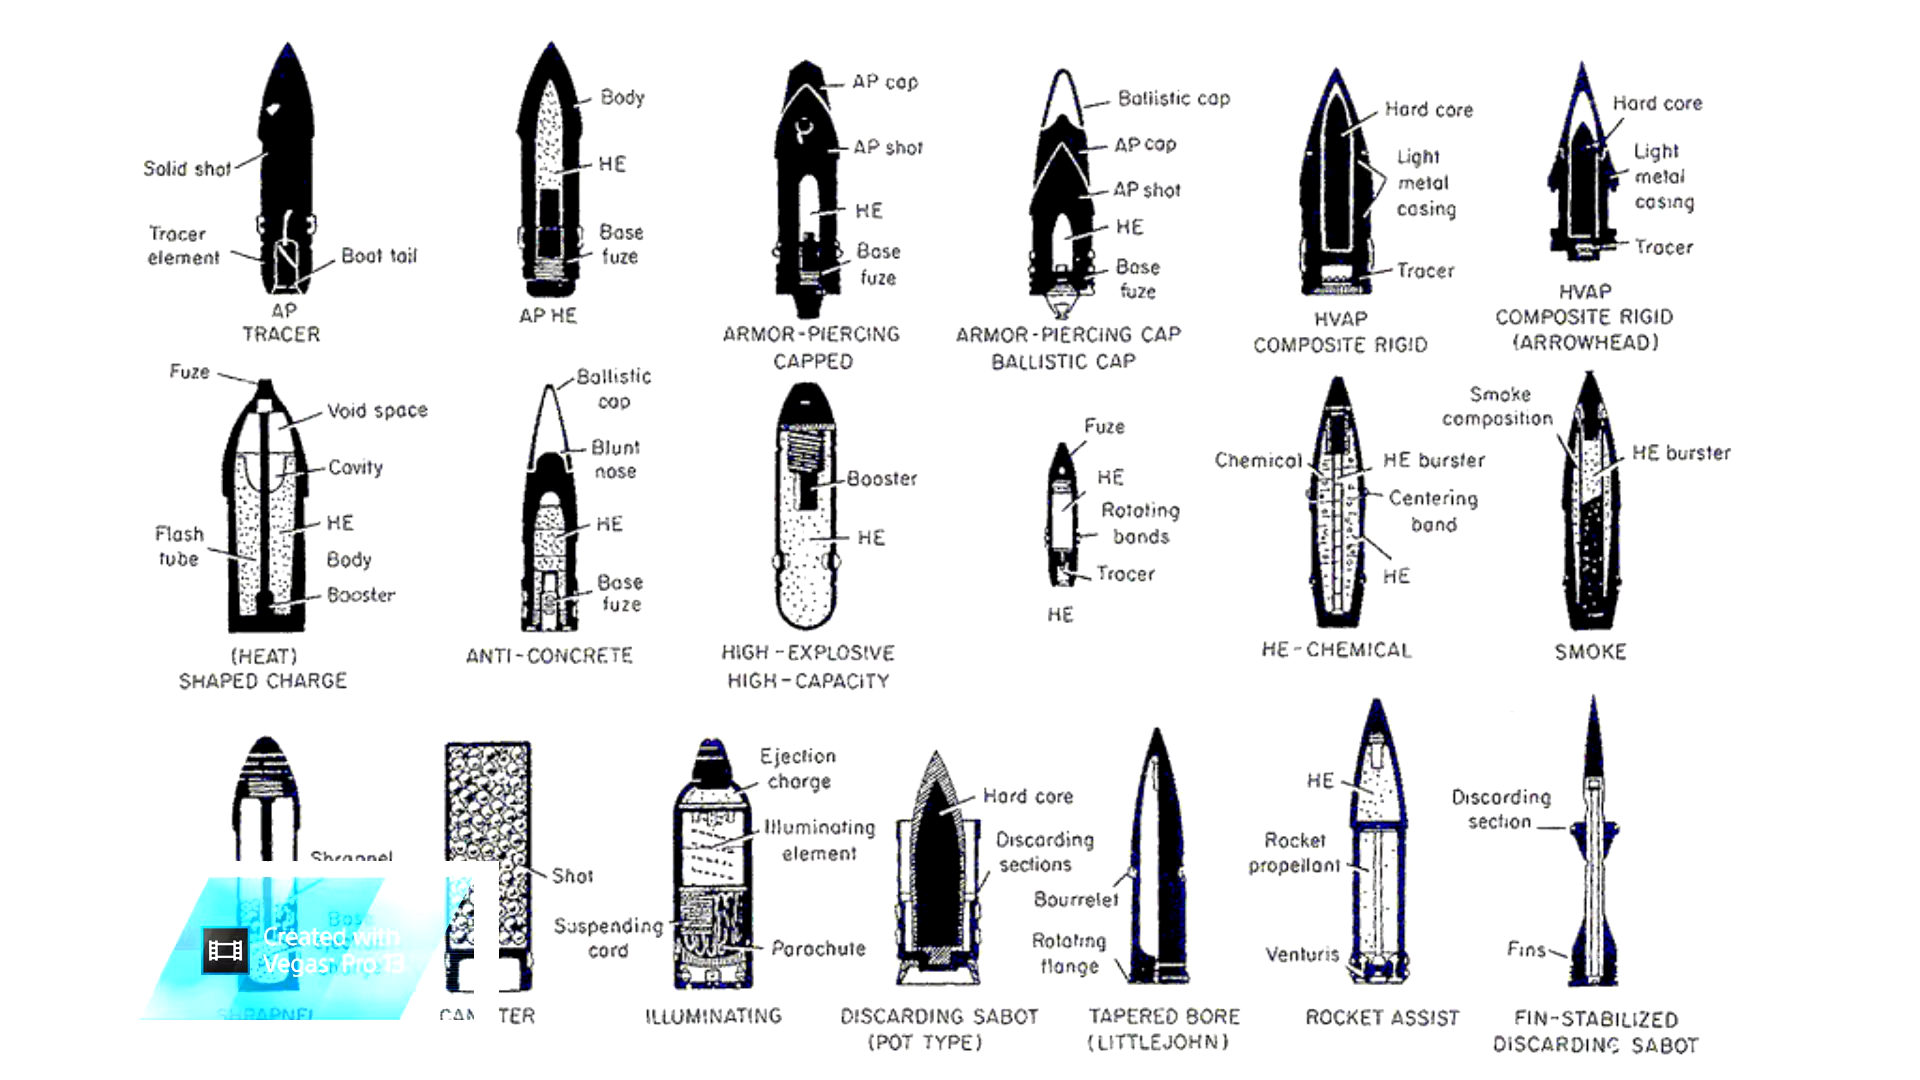 Solid shot
Tracer
element
Boat tail
AP
TRACER
Body
HE
Base
fuze
AP HE
AP cap
AP shot
HE
Base
fuze
ARMOR-PIERCING
CAPPED
Ballistic cap
AP cap
AP shot
HE
Base
fuze
ARMOR-PIERCING CAP
BALLISTIC CAP
Hard core
Light
metal
casing
Tracer
HVAP
COMPOSITE RIGID
Hard core
Light
metal
casing
Tracer
HVAP
COMPOSITE RIGID
(ARROWHEAD)
Fuze
Void space
Cavity
HE
Flash
tube
Body
Booster
(HEAT)
SHAPED CHARGE
Ballistic
cap
Blunt
nose
HE
Base
fuze
ANTI-CONCRETE
Booster
HE
HIGH-EXPLOSIVE
HIGH-CAPACITY
Fuze
HE
Rotating
bands
Tracer
HE
Chemical
HE burster
Centering
band
HE
HE-CHEMICAL
Smoke
composition
HE burster
SMOKE
Shrapnel
Base
Created with
Vegas Pro 13
SHRAPNEL
Shot
CAN TER
Ejection
charge
Illuminating
element
Suspending
cord
Parachute
ILLUMINATING
Hard core
Discarding
sections
DISCARDING SABOT
(POT TYPE)
Bourrelet
Rotating
flange
TAPERED BORE
(LITTLEJOHN)
HE
Rocket
propellant
Venturis
ROCKET ASSIST
Discarding
section
Fins
FIN-STABILIZED
DISCARDING SABOT